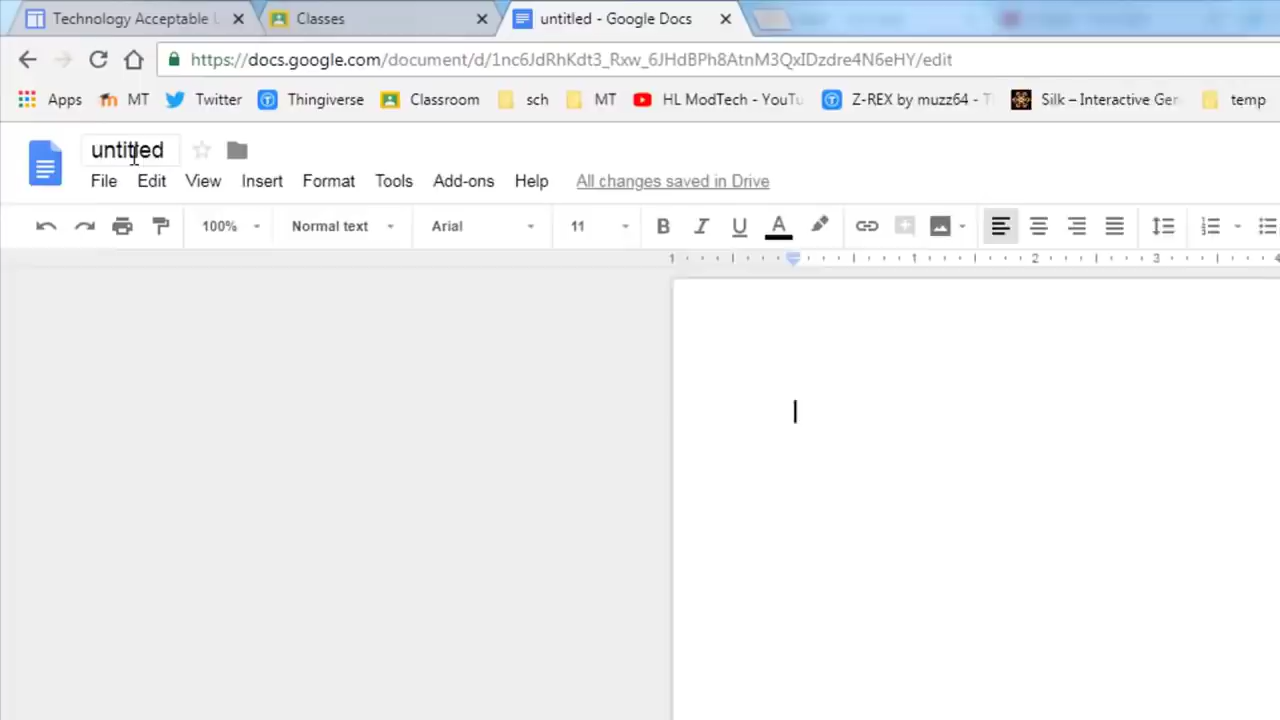 Technology Acceptable
Classes
untitled - Google Docs
https://docs.google.com/document/d/1nc6JdRhKdt3_Rxw_6JHdBPh8AtnM3QxIDzdre4N6eHY/edit
Apps MT Twitter Thingiverse Classroom sch MT HL ModTech - YouTu Z-REX by muzz64 - T Silk – Interactive Gen temp
untitled
File Edit View Insert Format Tools Add-ons Help All changes saved in Drive
100% Normal text Arial 11 B I U A
1 1 2 3 4